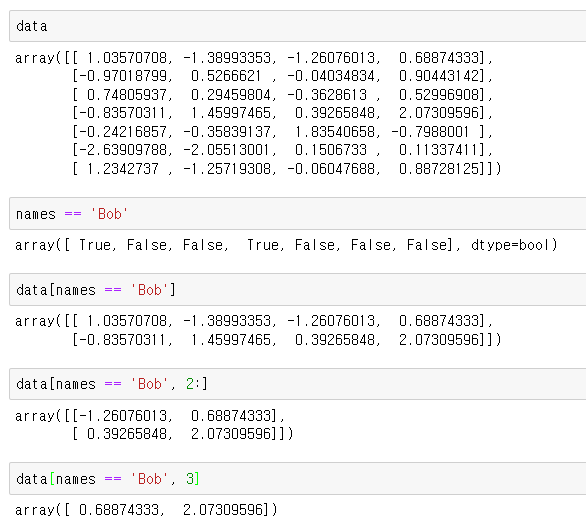 data
array([[ 1.03570708, -1.38993353, -1.26076013,  0.68874333],
       [-0.97018799,  0.5266621 , -0.04034834,  0.90443142],
       [ 0.74805937,  0.29459804, -0.3628613 ,  0.52996908],
       [-0.83570311,  1.45997465,  0.39265848,  2.07309596],
       [-0.24216857, -0.35839137,  1.83540658, -0.7988001 ],
       [-2.63909788, -2.05513001,  0.1506733 ,  0.11337411],
       [ 1.2342737 , -1.25719308, -0.06047688,  0.88728125]])
names == 'Bob'
array([ True, False, False,  True, False, False, False], dtype=bool)
data[names == 'Bob']
array([[ 1.03570708, -1.38993353, -1.26076013,  0.68874333],
       [-0.83570311,  1.45997465,  0.39265848,  2.07309596]])
data[names == 'Bob', 2:]
array([[-1.26076013,  0.68874333],
       [ 0.39265848,  2.07309596]])
data[names == 'Bob', 3]
array([ 0.68874333,  2.07309596])